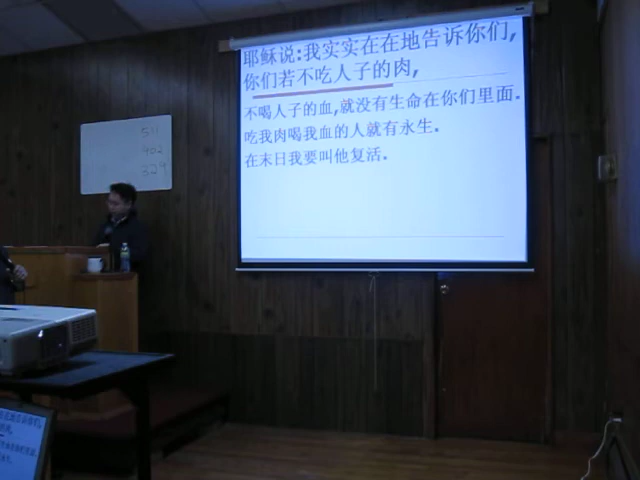 耶稣说:我实实在在地告诉你们,
你们若不吃人子的肉,
不喝人子的血,就没有生命在你们里面.
吃我肉喝我血的人就有永生.
在末日我要叫他复活.
511
402
329